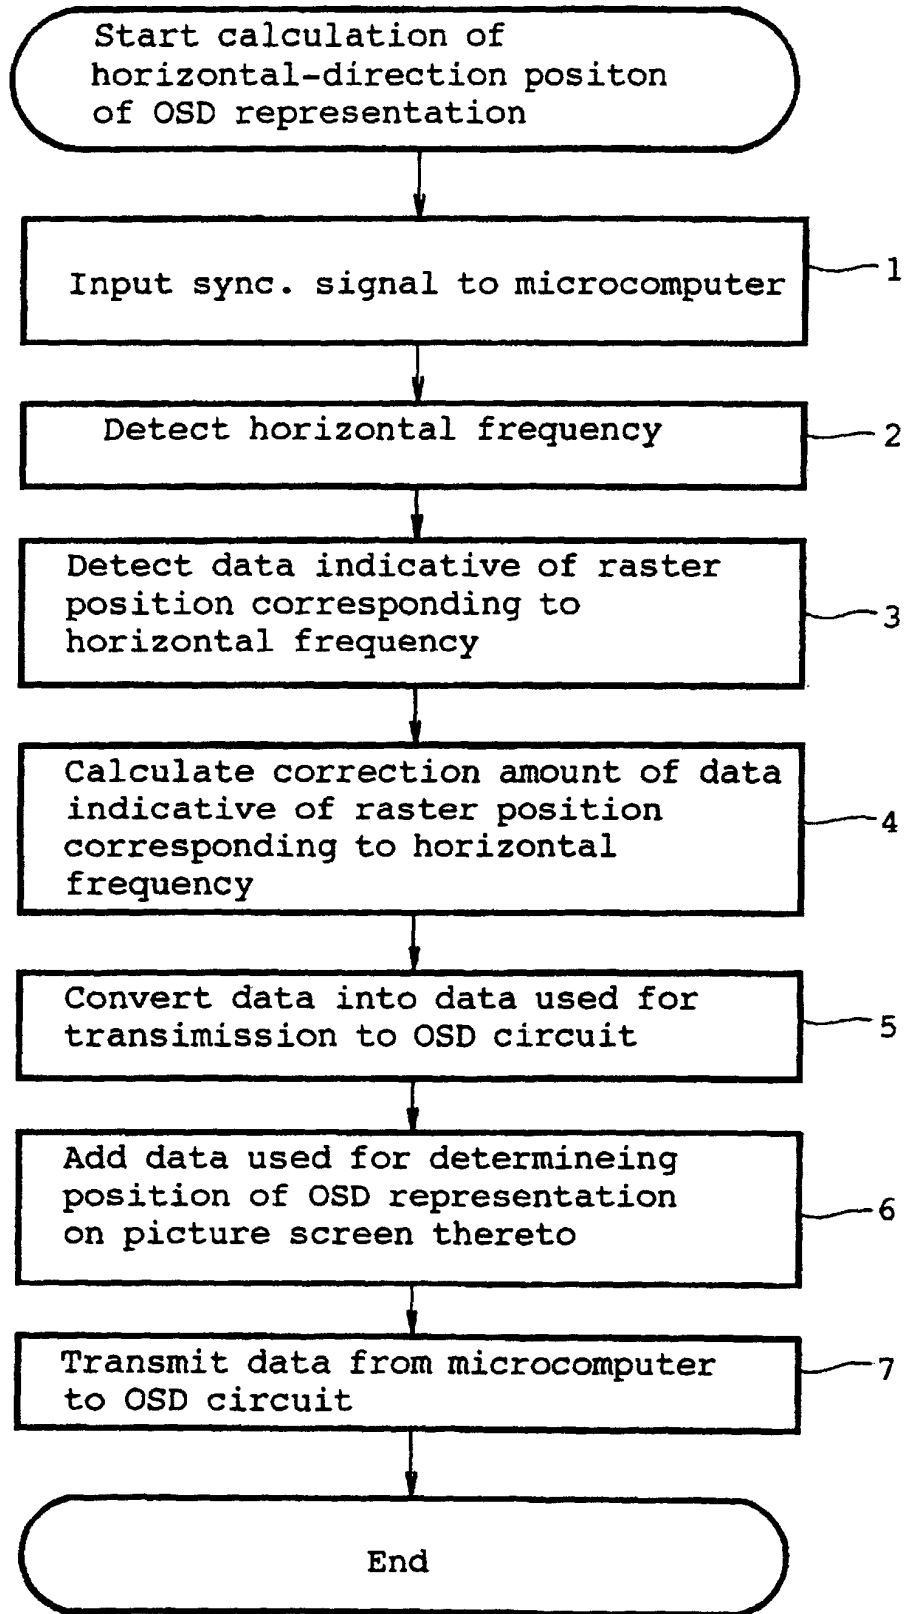 Start calculation of
horizontal-direction positon
of OSD representation
Input sync. signal to microcomputer
1
Detect horizontal frequency
2
Detect data indicative of raster
position corresponding to
horizontal frequency
3
Calculate correction amount of data
indicative of raster position
corresponding to horizontal
frequency
4
Convert data into data used for
transimission to OSD circuit
5
Add data used for determineing
position of OSD representation
on picture screen thereto
6
Transmit data from microcomputer
to OSD circuit
7
End